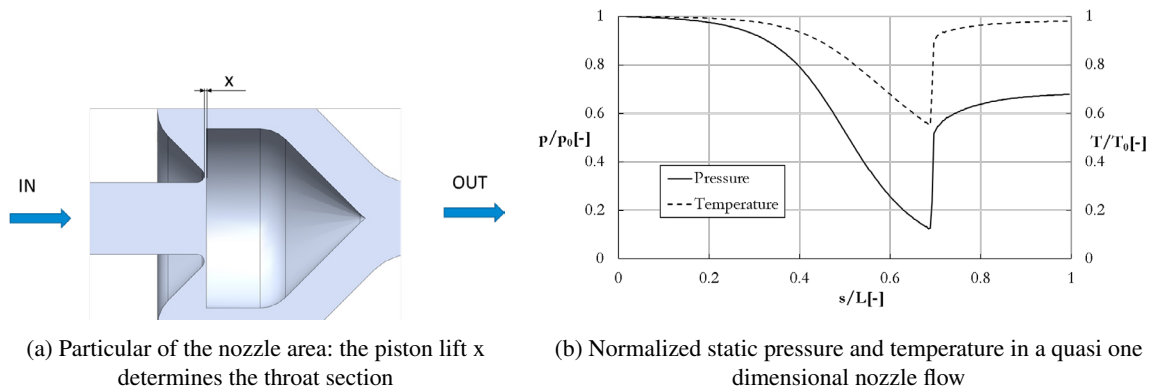 x
IN
OUT
1
0.8
0.6
p/p0[-]
0.4
0.2
0
Pressure
Temperature
1
0.8
0.6
T/T0[-]
0.4
0.2
0
0 0.2 0.4 0.6 0.8 1
s/L[-]
(a) Particular of the nozzle area: the piston lift x
determines the throat section
(b) Normalized static pressure and temperature in a quasi one
dimensional nozzle flow